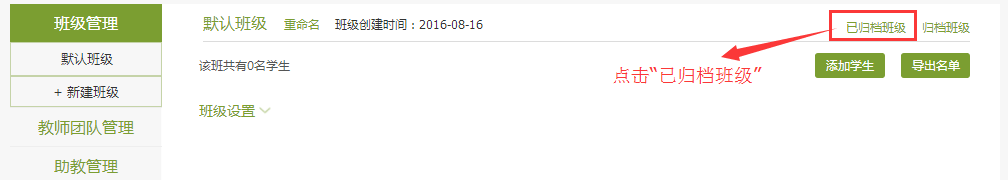 班级管理
默认班级
+ 新建班级
教师团队管理
助教管理
默认班级 重命名 班级创建时间：2016-08-16 已归档班级 归档班级
该班共有0名学生 添加学生 导出名单
点击“已归档班级”
班级设置